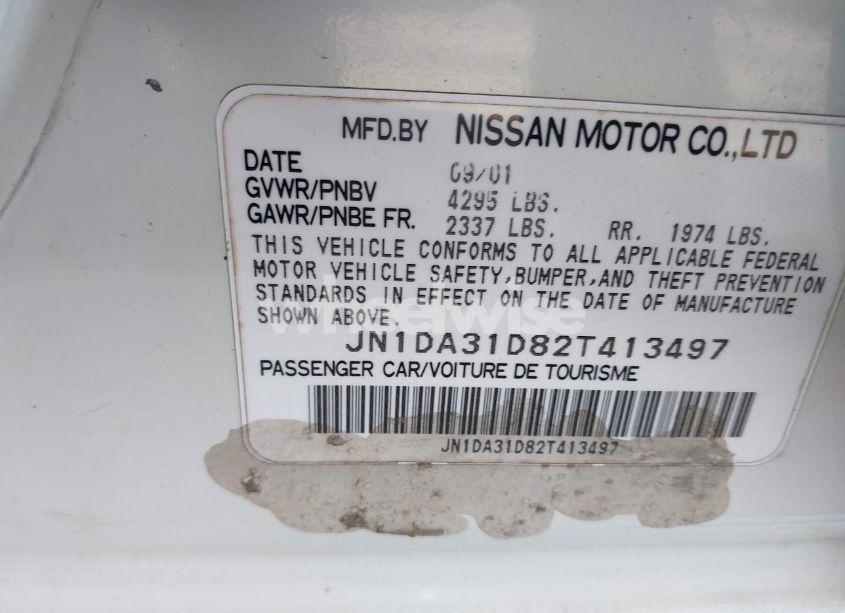 MFD.BY NISSAN MOTOR CO.,LTD
DATE 09/01
GVWR/PNBV 4295 LBS.
GAWR/PNBE FR. 2337 LBS. RR. 1974 LBS.
THIS VEHICLE CONFORMS TO ALL APPLICABLE FEDERAL
MOTOR VEHICLE SAFETY,BUMPER,AND THEFT PREVENTION
STANDARDS IN EFFECT ON THE DATE OF MANUFACTURE
SHOWN ABOVE.
wheelwise
JN1DA31D82T413497
PASSENGER CAR/VOITURE DE TOURISME
JN1DA31D82T413497